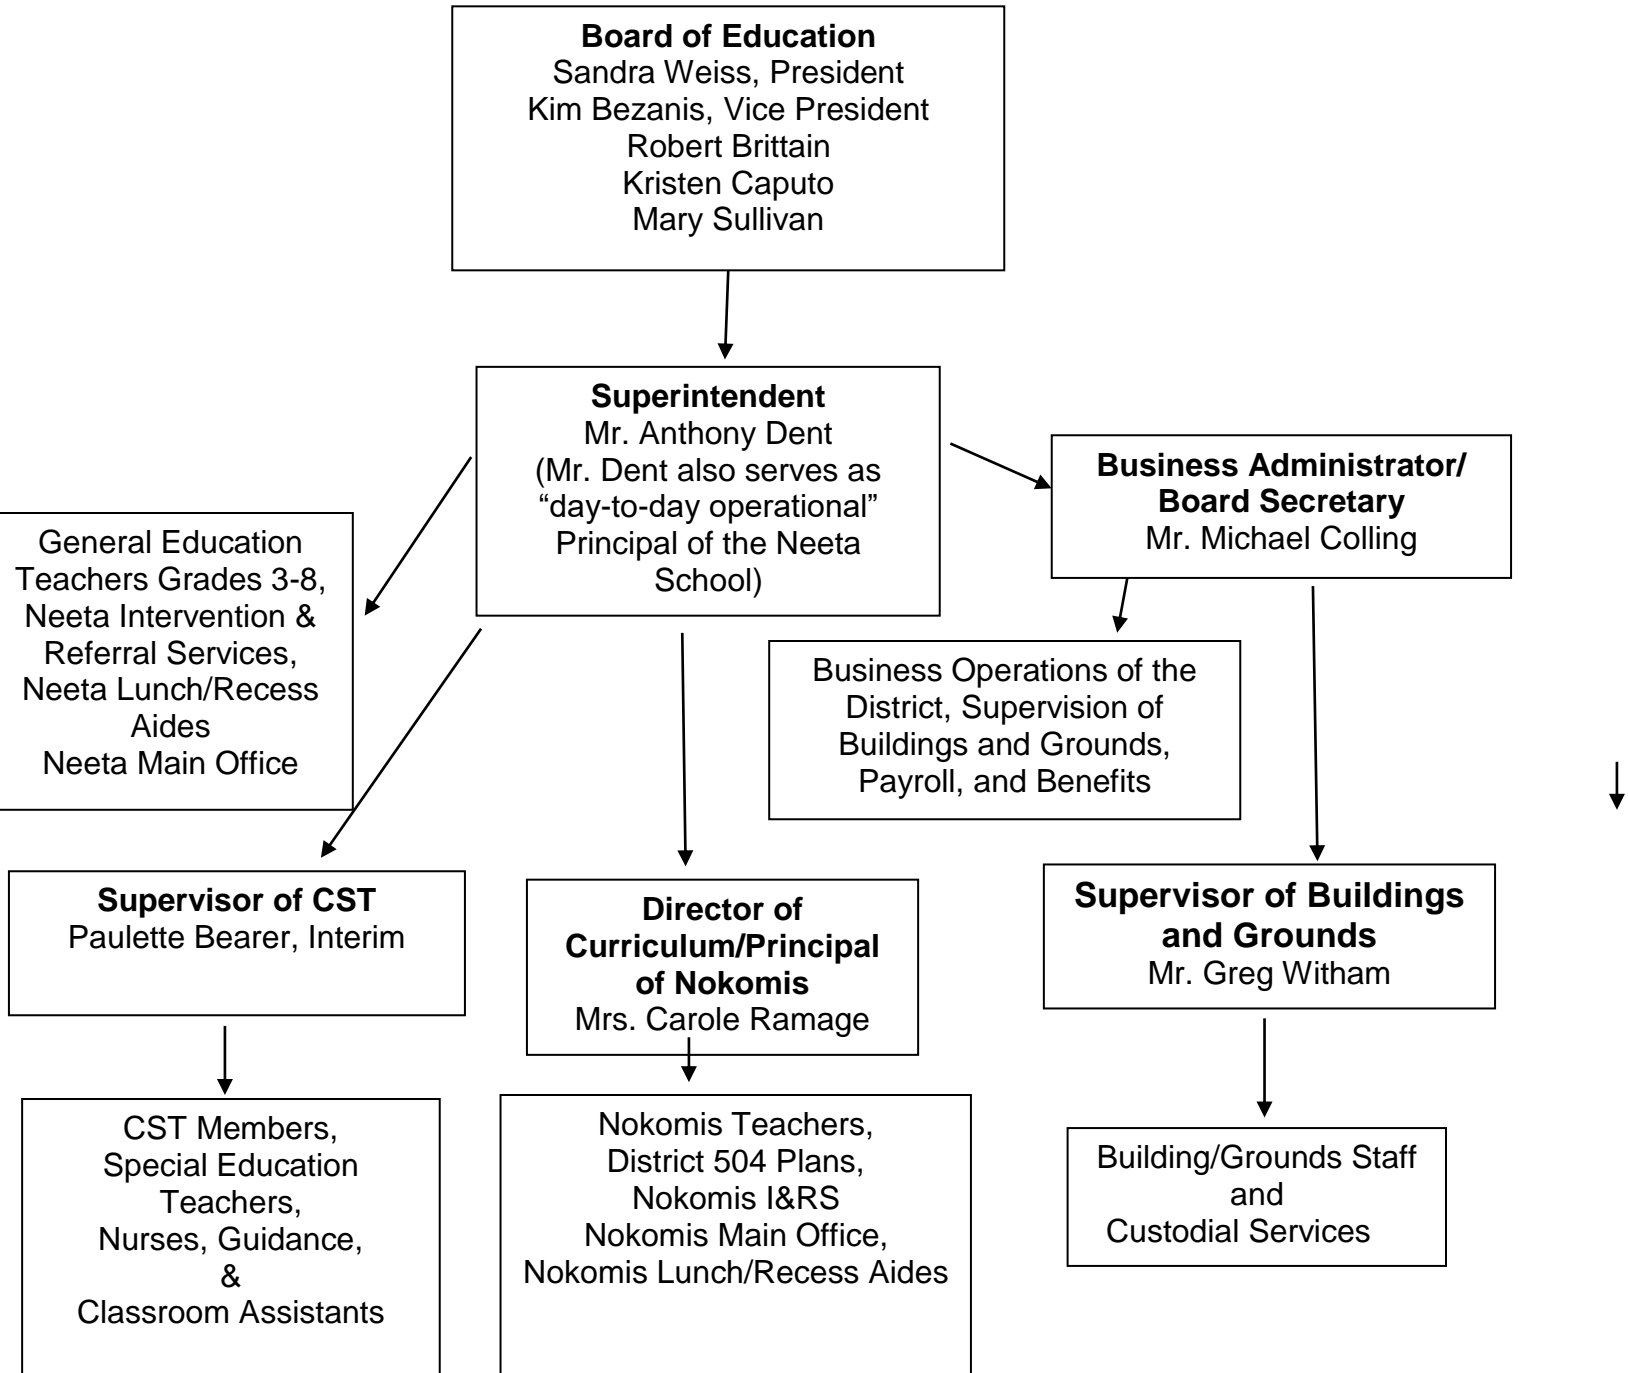 Board of Education
Sandra Weiss, President
Kim Bezanis, Vice President
Robert Brittain
Kristen Caputo
Mary Sullivan
Superintendent
Mr. Anthony Dent
(Mr. Dent also serves as
“day-to-day operational”
Principal of the Neeta
School)
Business Administrator/
Board Secretary
Mr. Michael Colling
General Education
Teachers Grades 3-8,
Neeta Intervention &
Referral Services,
Neeta Lunch/Recess
Aides
Neeta Main Office
Business Operations of the
District, Supervision of
Buildings and Grounds,
Payroll, and Benefits
Supervisor of CST
Paulette Bearer, Interim
Director of
Curriculum/Principal
of Nokomis
Mrs. Carole Ramage
Supervisor of Buildings
and Grounds
Mr. Greg Witham
CST Members,
Special Education
Teachers,
Nurses, Guidance,
&
Classroom Assistants
Nokomis Teachers,
District 504 Plans,
Nokomis I&RS
Nokomis Main Office,
Nokomis Lunch/Recess Aides
Building/Grounds Staff
and
Custodial Services